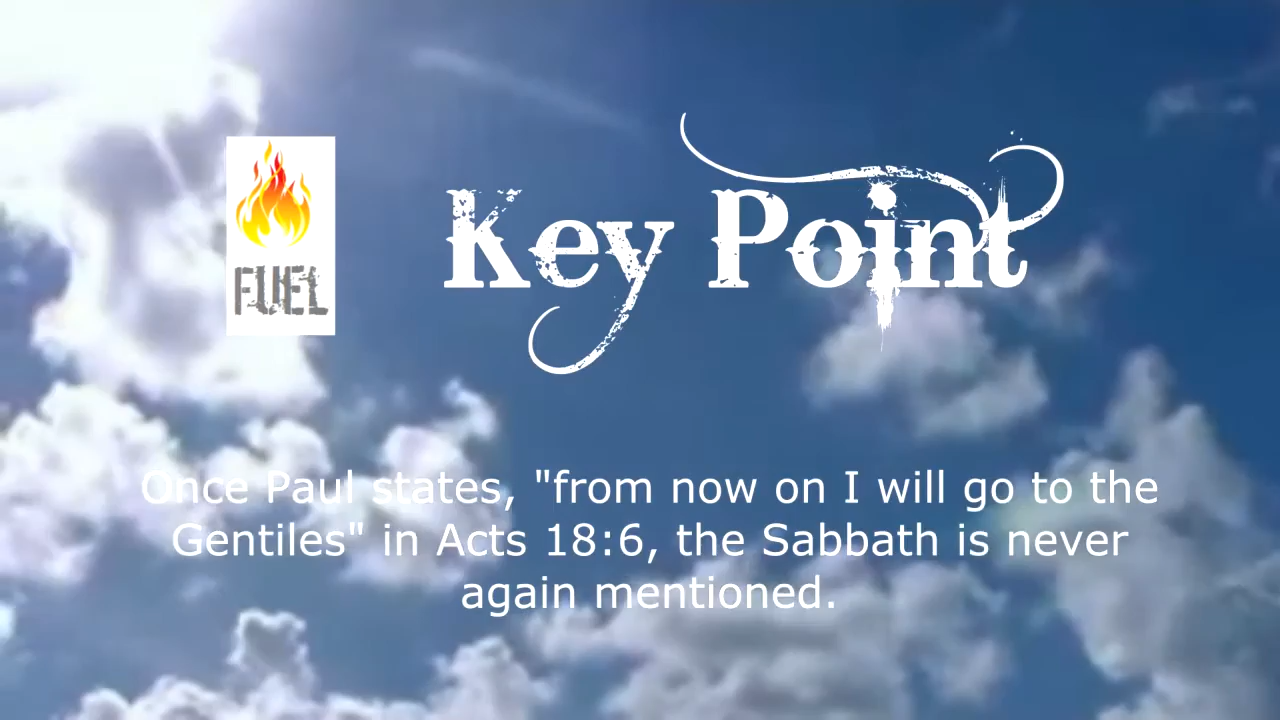 FUEL
Key Point
Once Paul states, "from now on I will go to the
Gentiles" in Acts 18:6, the Sabbath is never
again mentioned.